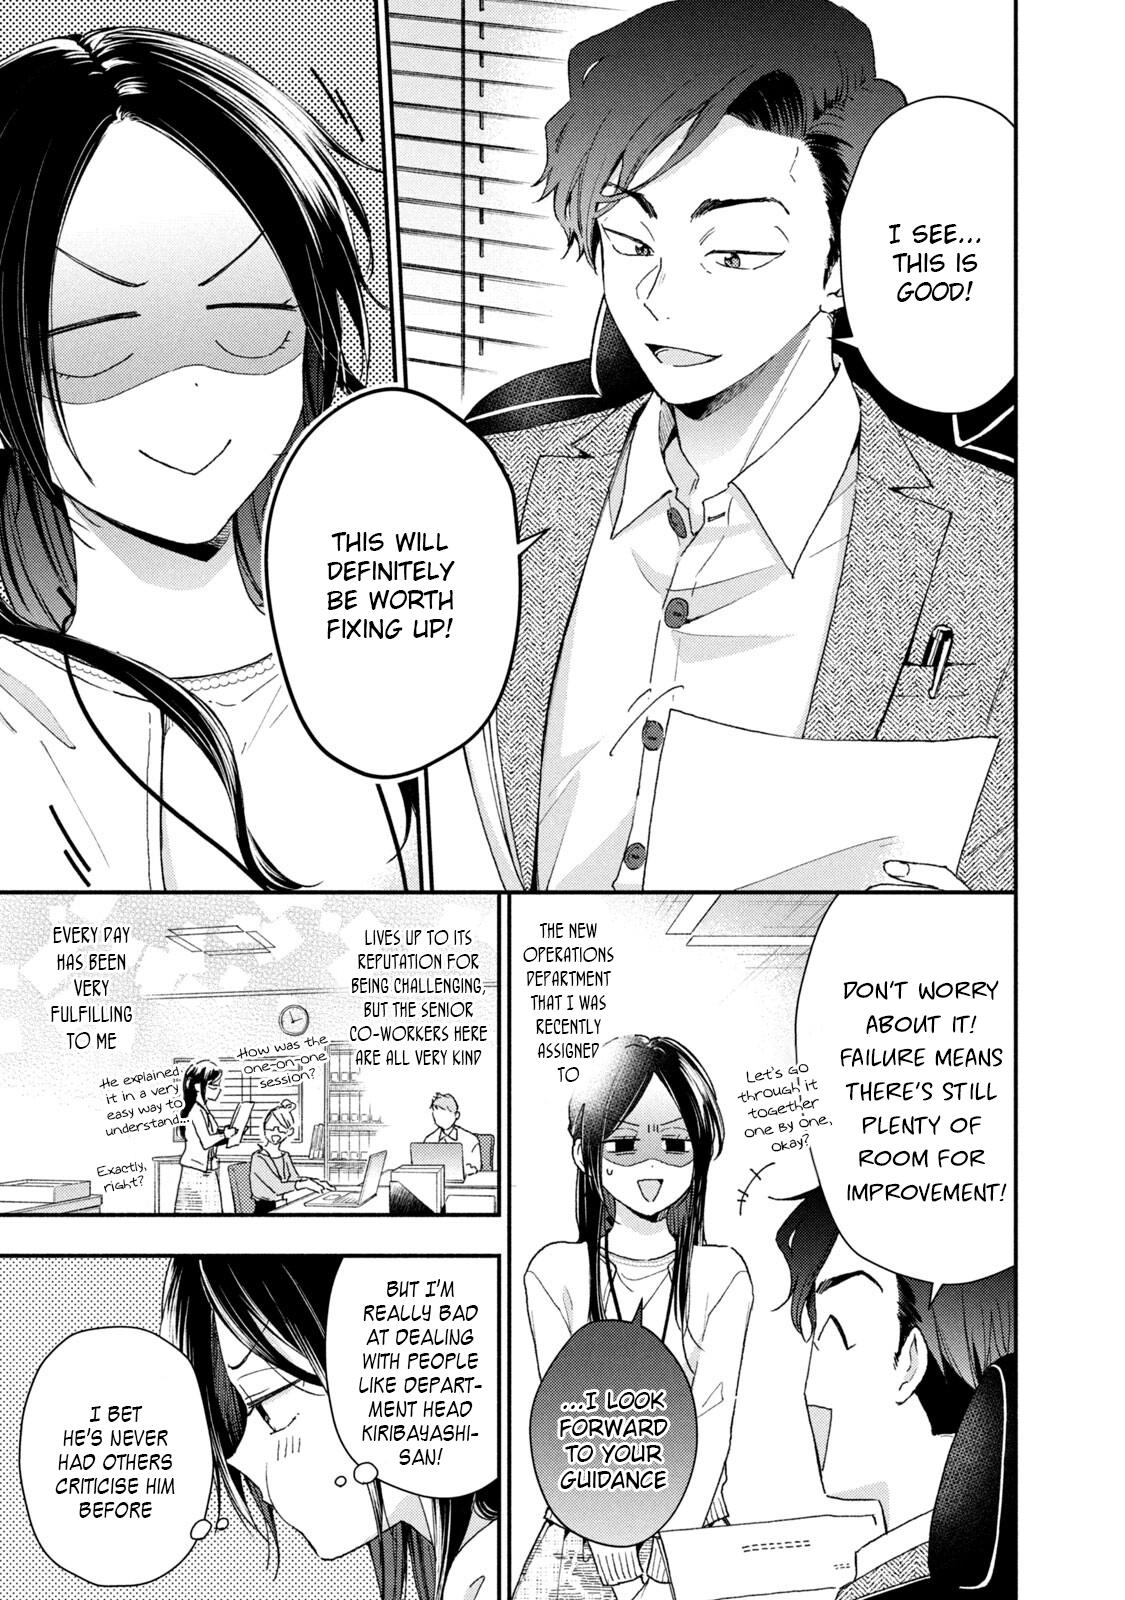 I SEE...
THIS IS
GOOD!
THIS WILL
DEFINITELY
BE WORTH
FIXING UP!
DON'T WORRY
ABOUT IT!
FAILURE MEANS
THERE'S STILL
PLENTY OF
ROOM FOR
IMPROVEMENT!
Let's go
through it
together
one by one,
okay?
...I LOOK
FORWARD
TO YOUR
GUIDANCE
THE NEW
OPERATIONS
DEPARTMENT
THAT I WAS
RECENTLY
ASSIGNED
TO
LIVES UP TO ITS
REPUTATION FOR
BEING CHALLENGING,
BUT THE SENIOR
CO-WORKERS HERE
ARE ALL VERY KIND
How was the
one-on-one
session?
He explained
it in a very
easy way to
understand...
Exactly,
right?
EVERY DAY
HAS BEEN
VERY
FULFILLING
TO ME
BUT I'M
REALLY BAD
AT DEALING
WITH PEOPLE
LIKE DEPART-
MENT HEAD
KIRIBAYASHI-
SAN!
I BET
HE'S NEVER
HAD OTHERS
CRITICISE HIM
BEFORE